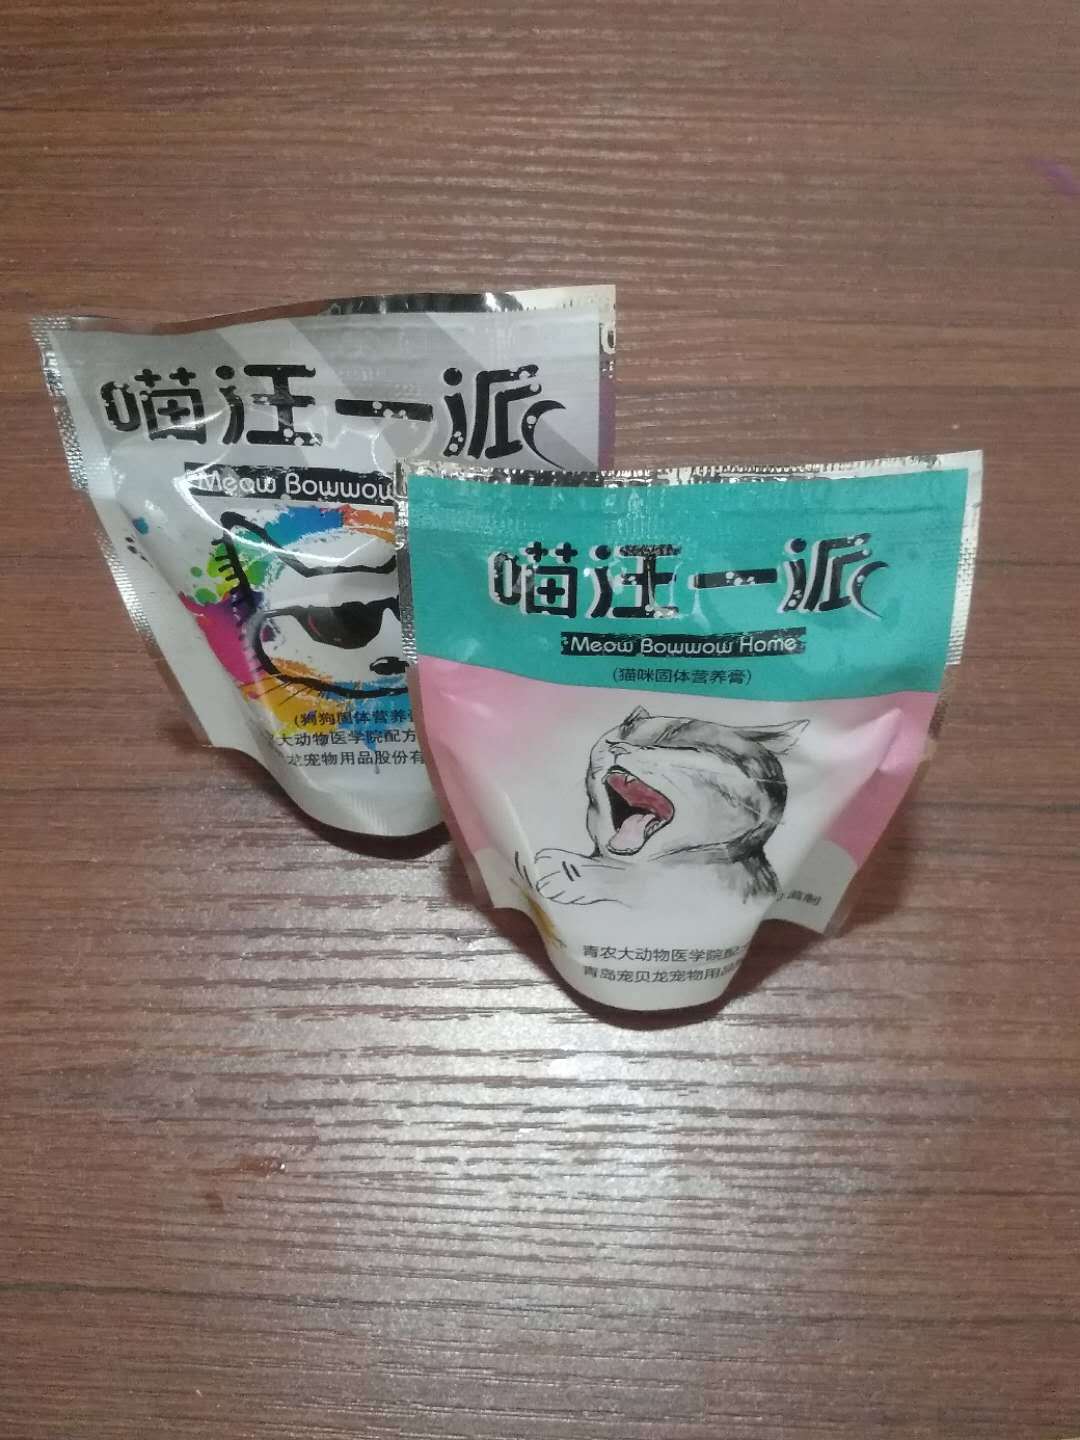 喵汪一派
Meow Bowwow
(狗狗固体营养膏
大动物医学院配方
龙宠物用品股份有
喵汪一派
Meow Bowwow Home
(猫咪固体营养膏)
监制
青农大动物医学院配
青岛宠贝龙宠物用品